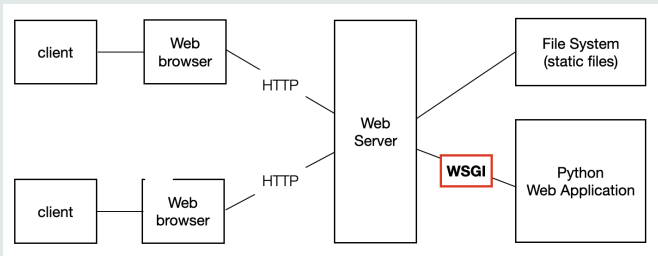 client
Web
browser
HTTP
Web
Server
File System
(static files)
WSGI
Python
Web Application
client
Web
browser
HTTP